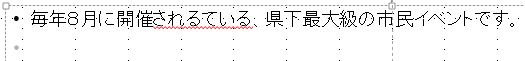 • 毎年８月に開催されるている、県下最大級の市民イベントです。